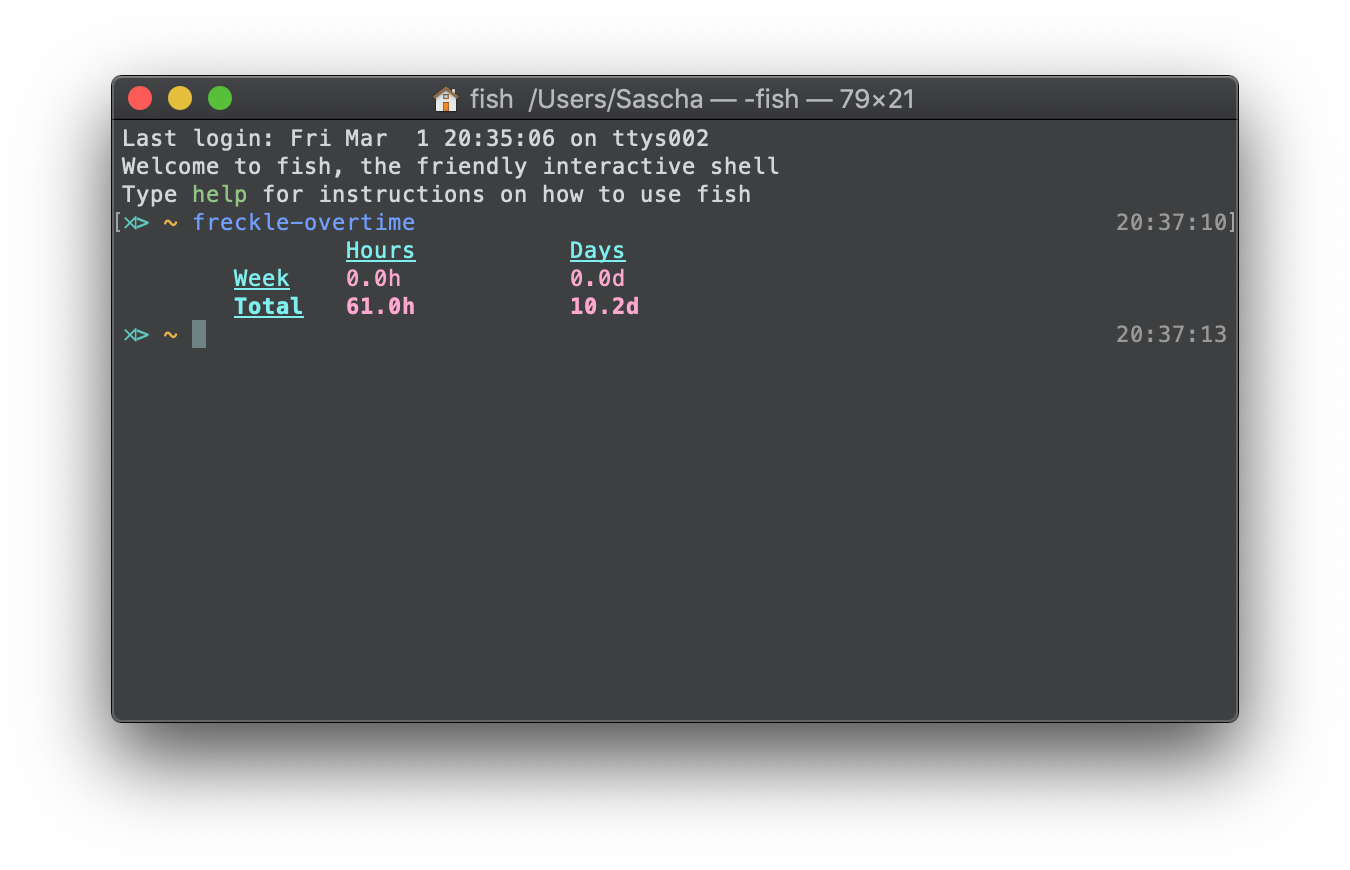 fish /Users/Sascha — -fish — 79×21
Last login: Fri Mar  1 20:35:06 on ttys002
Welcome to fish, the friendly interactive shell
Type help for instructions on how to use fish
[⋊> ~ freckle-overtime 20:37:10]
Hours Days
Week 0.0h 0.0d
Total 61.0h 10.2d
⋊> ~ 20:37:13